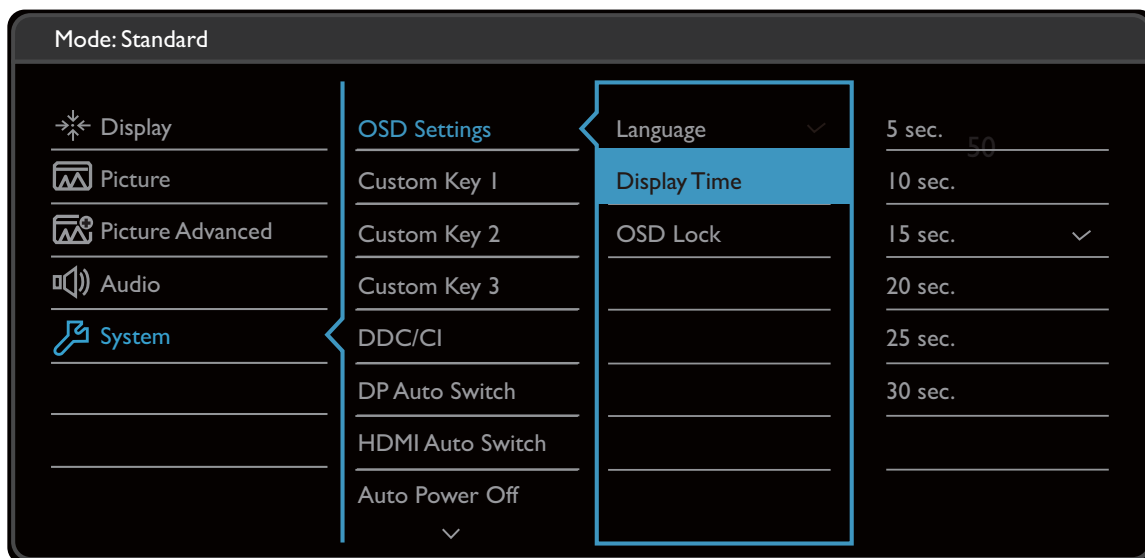 Mode: Standard
Display
Picture
Picture Advanced
Audio
System
OSD Settings
Custom Key 1
Custom Key 2
Custom Key 3
DDC/CI
DP Auto Switch
HDMI Auto Switch
Auto Power Off
Language
Display Time
OSD Lock
5 sec.
50
10 sec.
15 sec.
20 sec.
25 sec.
30 sec.